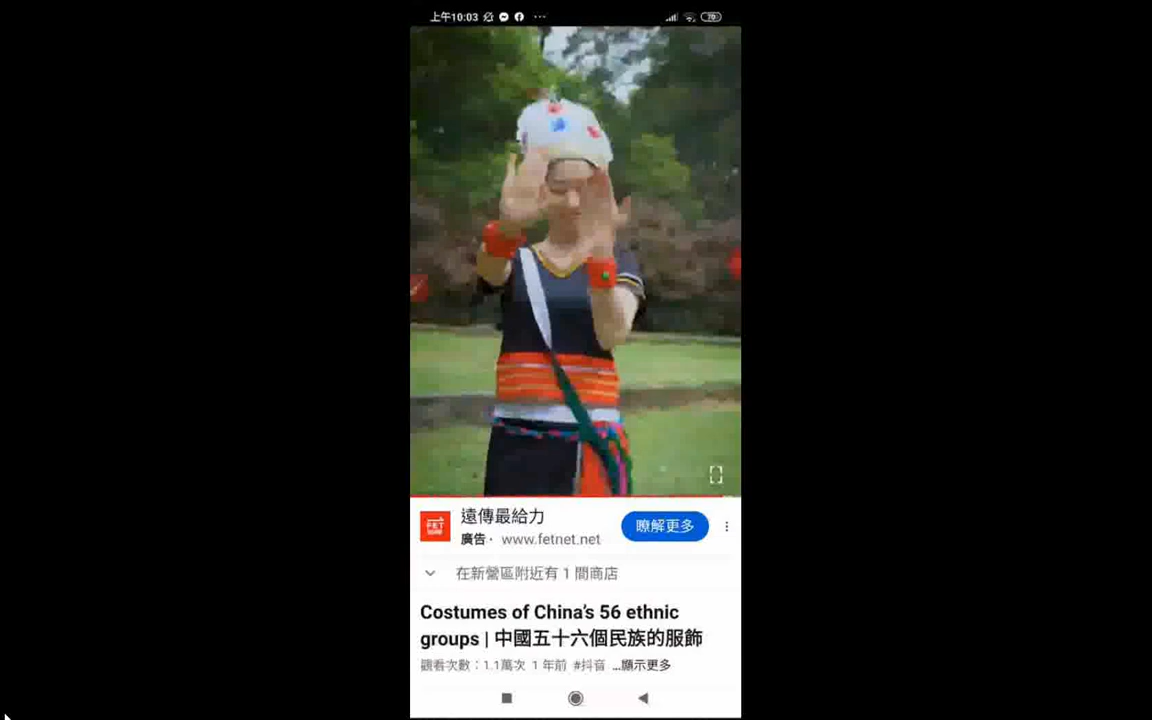 上午10:03
70
遠傳最給力
廣告 · www.fetnet.net
瞭解更多
FET
在新營區附近有 1 間商店
Costumes of China's 56 ethnic
groups | 中國五十六個民族的服飾
觀看次數：1.1萬次 1 年前 #抖音 ...顯示更多